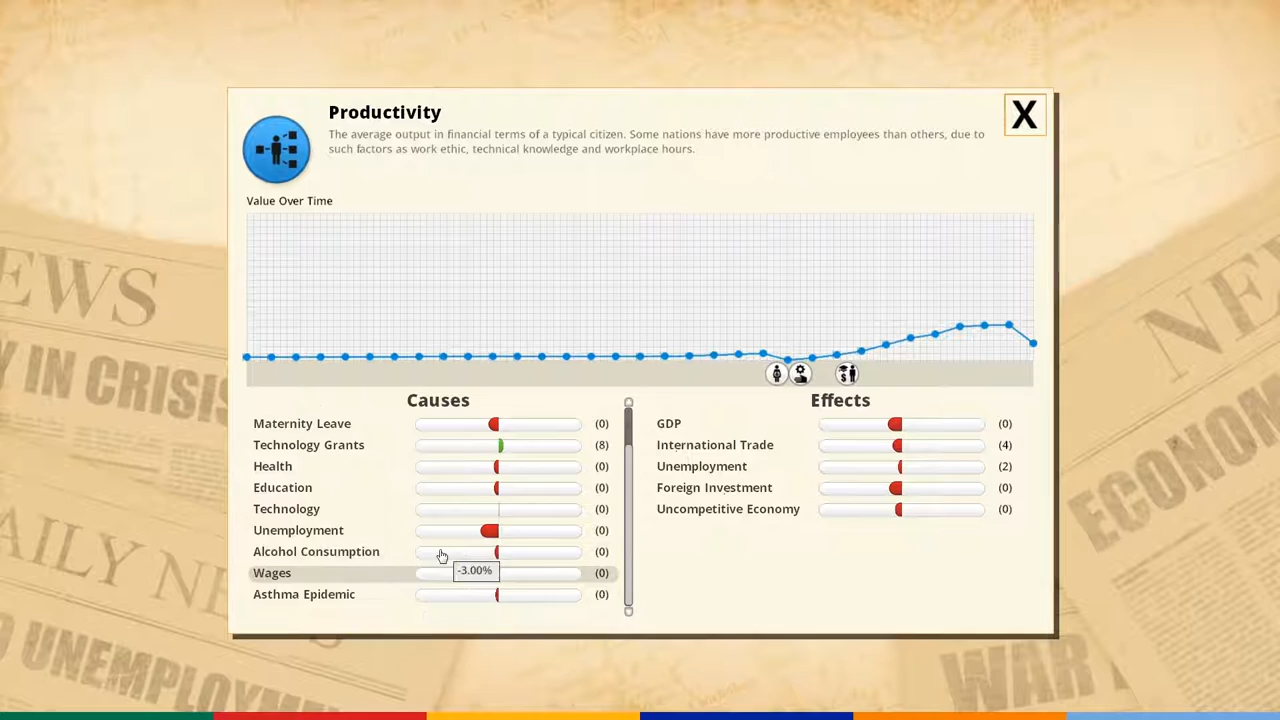 Productivity
X
The average output in financial terms of a typical citizen. Some nations have more productive employees than others, due to
such factors as work ethic, technical knowledge and workplace hours.
Value Over Time
Causes
Effects
Maternity Leave (0)
GDP (0)
Technology Grants (8)
International Trade (4)
Health (0)
Unemployment (2)
Education (0)
Foreign Investment (0)
Technology (0)
Uncompetitive Economy (0)
Unemployment (0)
Alcohol Consumption (0)
-3.00%
Wages (0)
Asthma Epidemic (0)
EWS
Y IN CRISIS
DAILY NE
UNEMPLOYM
NE
ECONOM
WAR